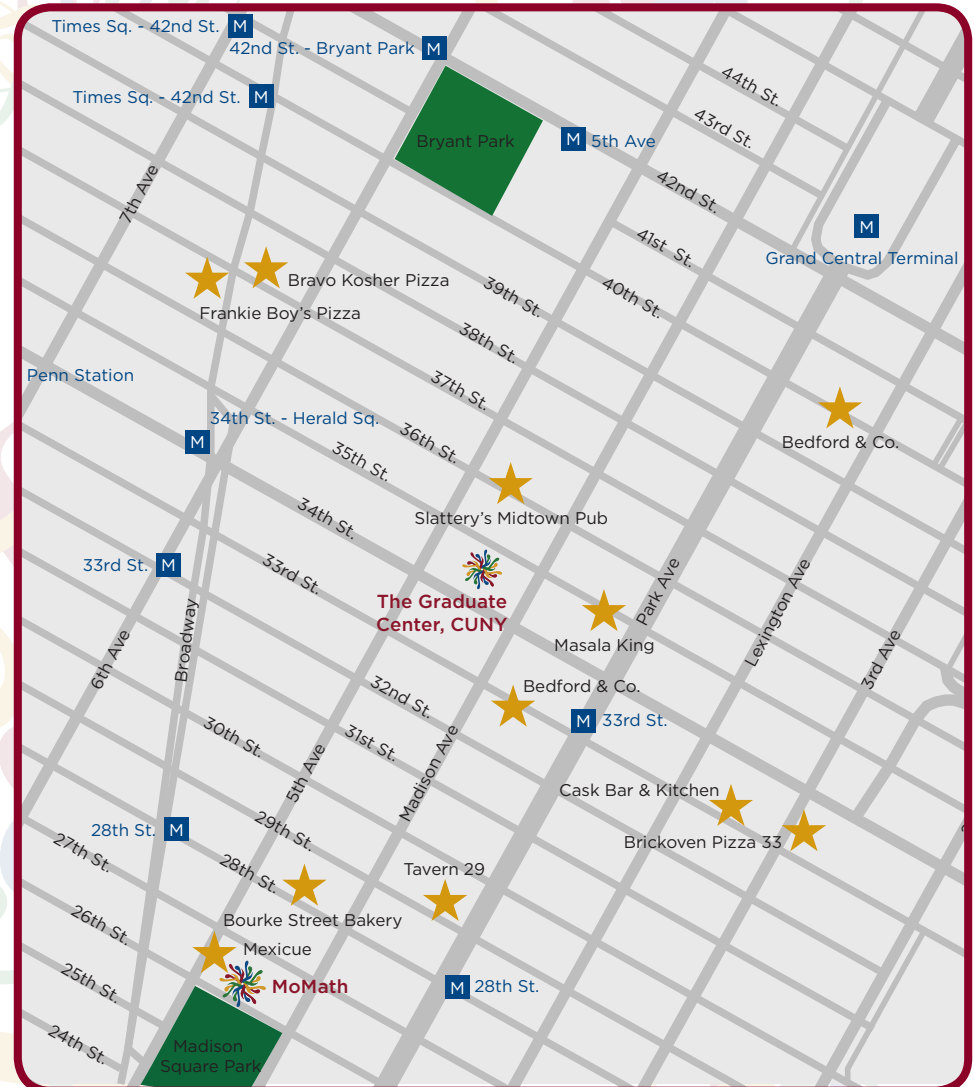 Times Sq. - 42nd St.
M
42nd St. - Bryant Park
M
Times Sq. - 42nd St.
M
44th St.
43rd St.
Bryant Park
M
5th Ave
42nd St.
7th Ave
M
41st St.
Grand Central Terminal
Bravo Kosher Pizza
39th St.
40th St.
Frankie Boy's Pizza
38th St.
Penn Station
37th St.
34th St. - Herald Sq.
M
36th St.
Bedford & Co.
35th St.
34th St.
Slattery's Midtown Pub
33rd St.
M
33rd St.
The Graduate
Center, CUNY
Park Ave
Lexington Ave
Broadway
6th Ave
Masala King
3rd Ave
32nd St.
Bedford & Co.
M
33rd St.
30th St.
31st St.
5th Ave
Madison Ave
Cask Bar & Kitchen
28th St.
M
29th St.
Brickoven Pizza 33
27th St.
28th St.
Tavern 29
Bourke Street Bakery
26th St.
Mexicue
25th St.
MoMath
M
28th St.
24th St.
Madison
Square Park